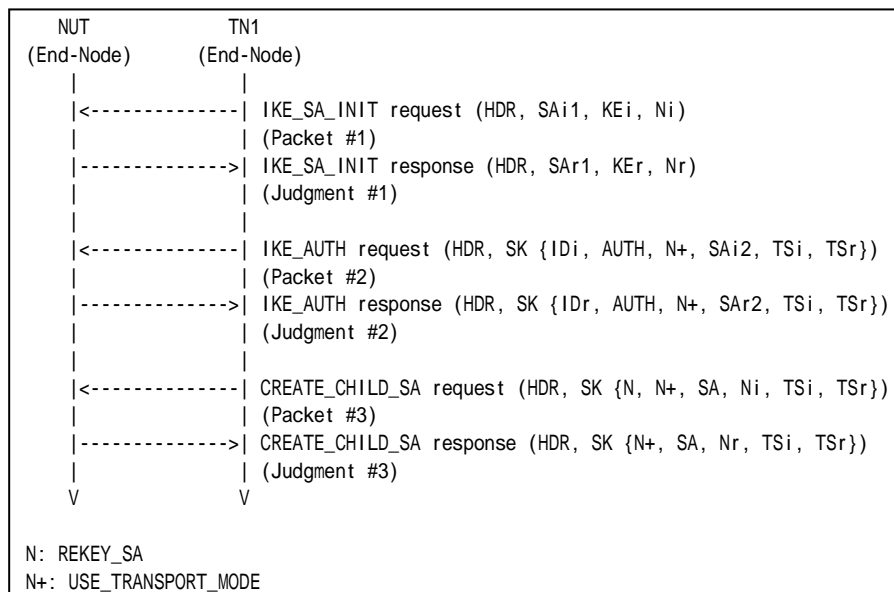 NUT TN1
(End-Node) (End-Node)
| |
|<--------------| IKE_SA_INIT request (HDR, SAi1, KEi, Ni)
| | (Packet #1)
|-------------->| IKE_SA_INIT response (HDR, SAr1, KEr, Nr)
| | (Judgment #1)
| |
|<--------------| IKE_AUTH request (HDR, SK {IDi, AUTH, N+, SAi2, TSi, TSr})
| | (Packet #2)
|-------------->| IKE_AUTH response (HDR, SK {IDr, AUTH, N+, SAr2, TSi, TSr})
| | (Judgment #2)
| |
|<--------------| CREATE_CHILD_SA request (HDR, SK {N, N+, SA, Ni, TSi, TSr})
| | (Packet #3)
|-------------->| CREATE_CHILD_SA response (HDR, SK {N+, SA, Nr, TSi, TSr})
| | (Judgment #3)
V V
N: REKEY_SA
N+: USE_TRANSPORT_MODE